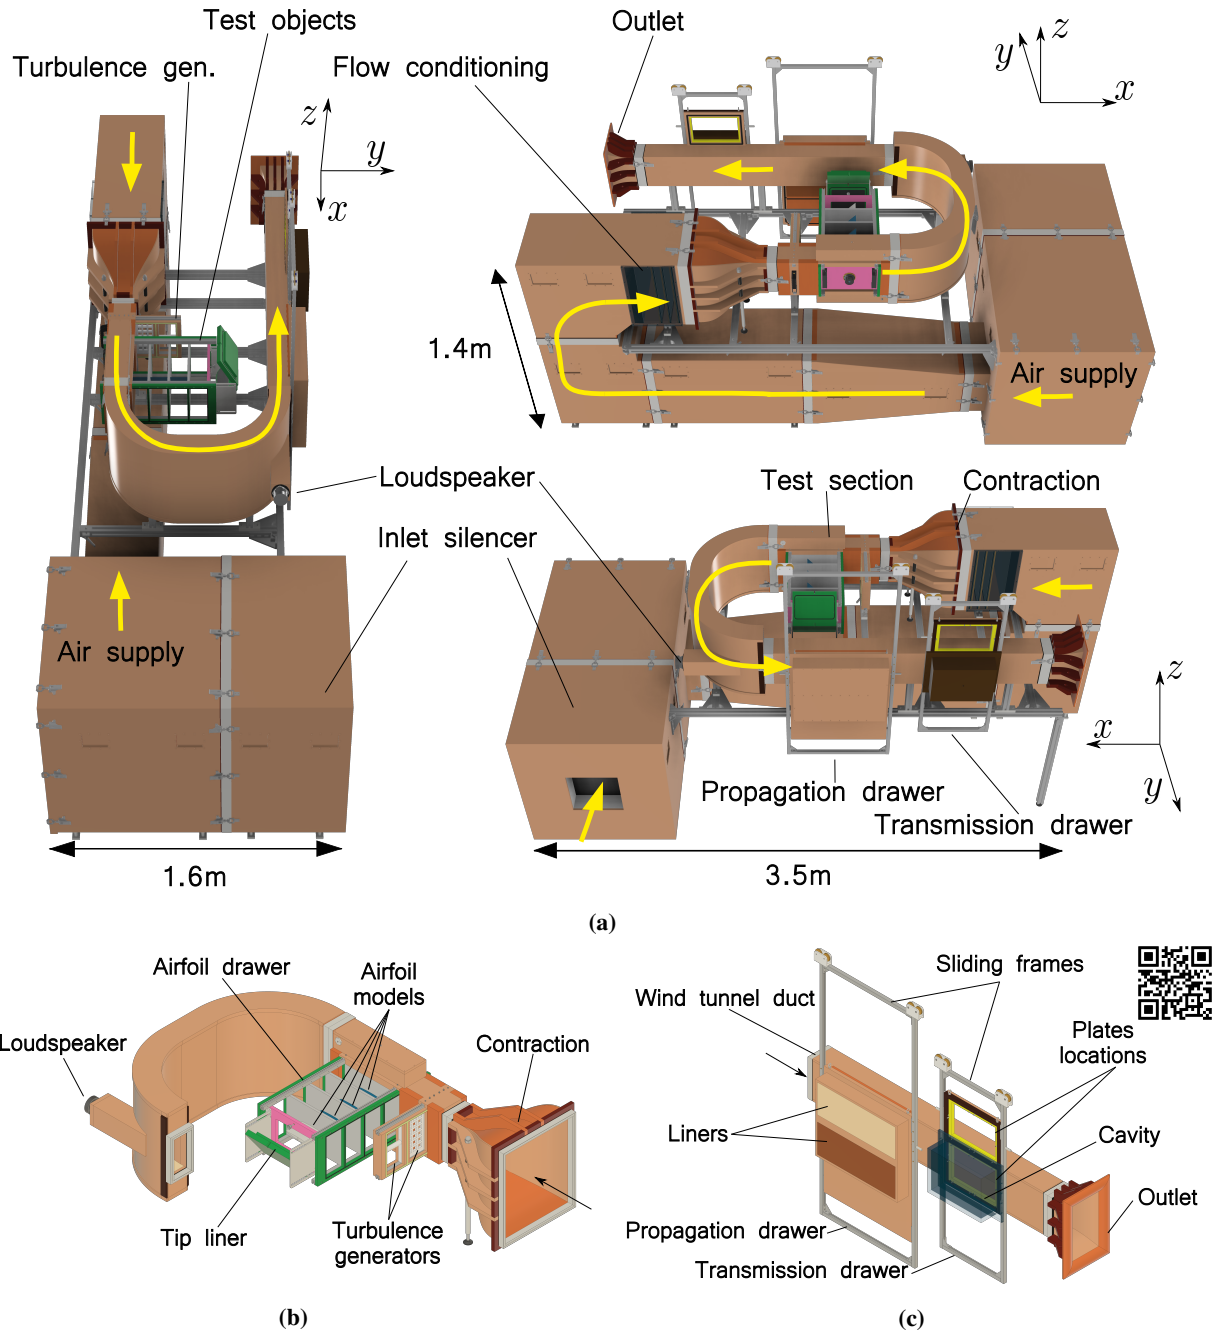 Test objects
Turbulence gen.
z
y
x
Air supply
1.6m
Outlet
Flow conditioning
z
y
x
1.4m
Air supply
Loudspeaker
Inlet silencer
Test section
Contraction
z
x
y
Propagation drawer
Transmission drawer
3.5m
(a)
Airfoil drawer
Airfoil
models
Loudspeaker
Contraction
Tip liner
Turbulence
generators
(b)
Sliding frames
Wind tunnel duct
Plates
locations
Liners
Cavity
Outlet
Propagation drawer
Transmission drawer
(c)